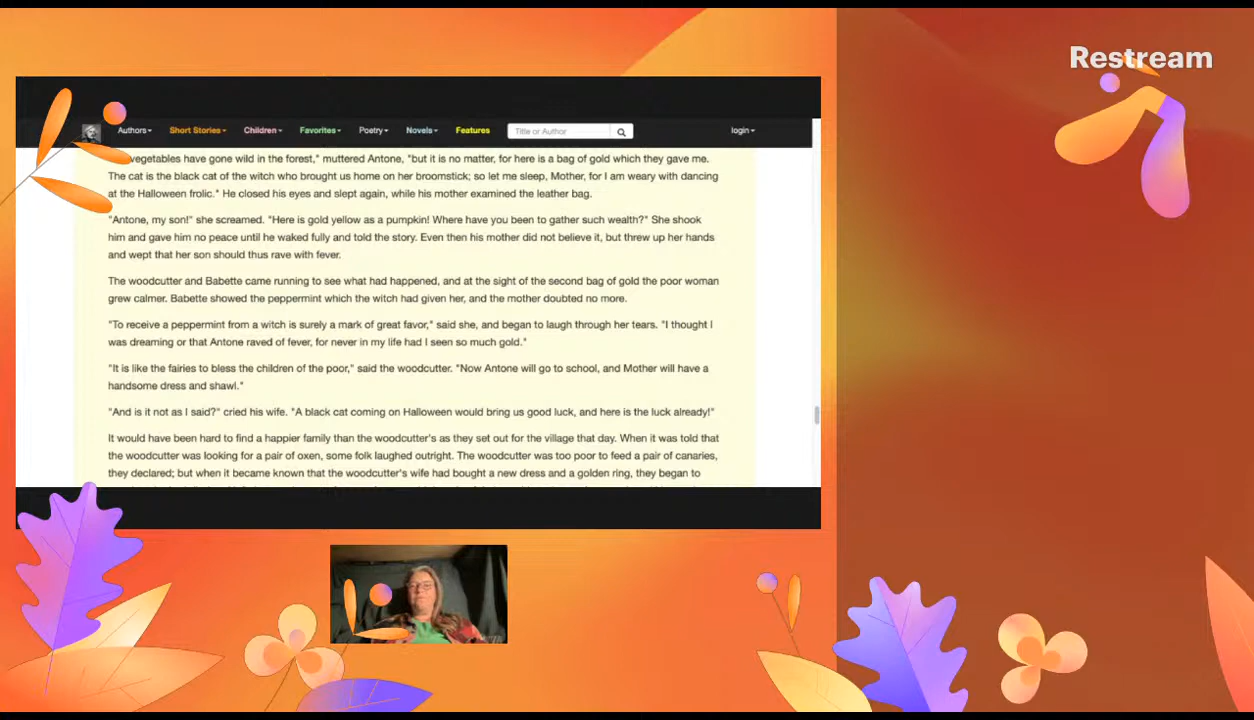 Restream
Authors
Short Stories
Children
Favorites
Poetry
Novels
Features
Title or Author
login
vegetables have gone wild in the forest," muttered Antone, "but it is no matter, for here is a bag of gold which they gave me.
The cat is the black cat of the witch who brought us home on her broomstick; so let me sleep, Mother, for I am weary with dancing
at the Halloween frolic." He closed his eyes and slept again, while his mother examined the leather bag.
"Antone, my son!" she screamed. "Here is gold yellow as a pumpkin! Where have you been to gather such wealth?" She shook
him and gave him no peace until he waked fully and told the story. Even then his mother did not believe it, but threw up her hands
and wept that her son should thus rave with fever.
The woodcutter and Babette came running to see what had happened, and at the sight of the second bag of gold the poor woman
grew calmer. Babette showed the peppermint which the witch had given her, and the mother doubted no more.
"To receive a peppermint from a witch is surely a mark of great favor," said she, and began to laugh through her tears. "I thought I
was dreaming or that Antone raved of fever, for never in my life had I seen so much gold."
"It is like the fairies to bless the children of the poor," said the woodcutter. "Now Antone will go to school, and Mother will have a
handsome dress and shawl."
"And is it not as I said?" cried his wife. "A black cat coming on Halloween would bring us good luck, and here is the luck already!"
It would have been hard to find a happier family than the woodcutter's as they set out for the village that day. When it was told that
the woodcutter was looking for a pair of oxen, some folk laughed outright. The woodcutter was too poor to feed a pair of canaries,
they declared; but when it became known that the woodcutter's wife had bought a new dress and a golden ring, they began to